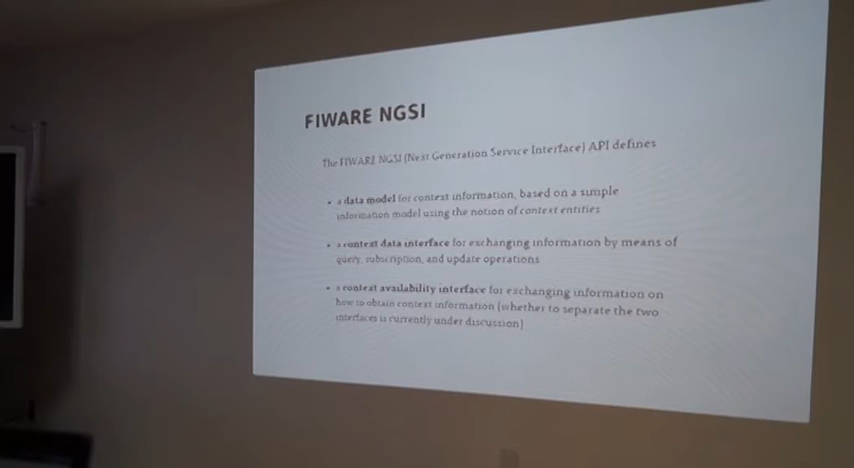 FIWARE NGSI
The FIWARE NGSI (Next Generation Service Interface) API defines
• a data model for context information, based on a simple
information model using the notion of context entities
• a context data interface for exchanging information by means of
query, subscription, and update operations
• a context availability interface for exchanging information on
how to obtain context information (whether to separate the two
interfaces is currently under discussion)